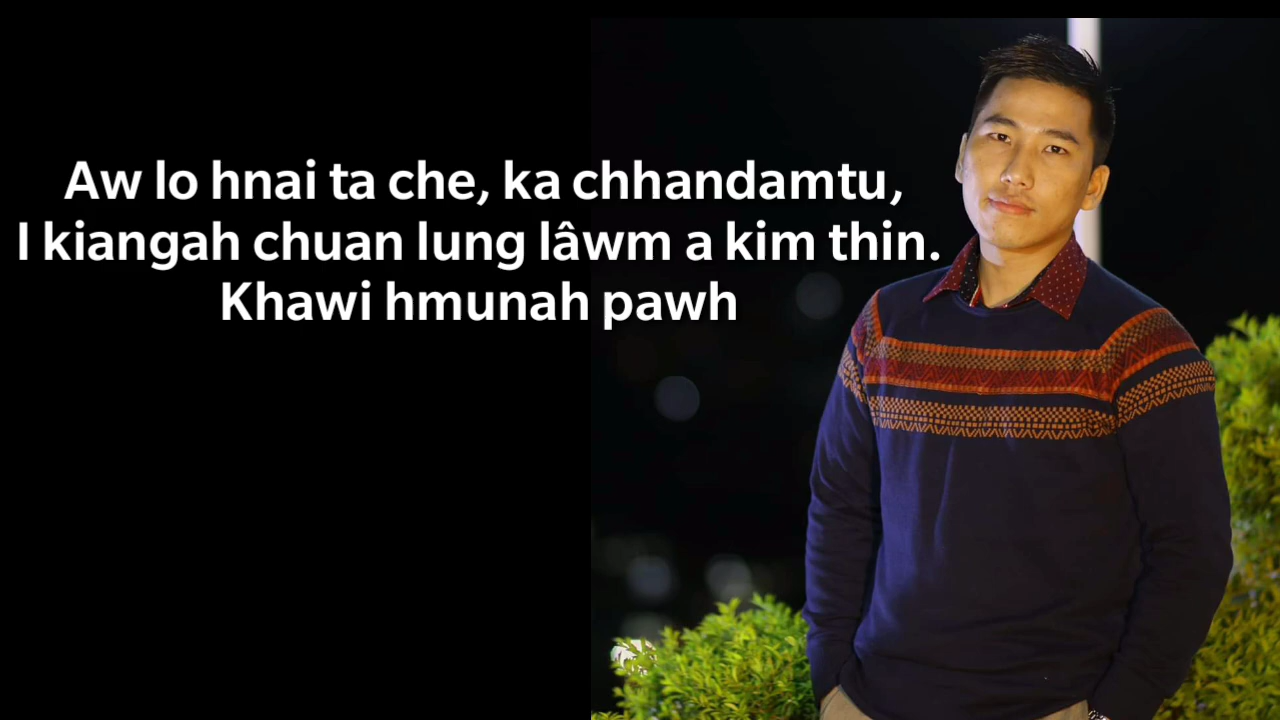 Aw lo hnai ta che, ka chhandamtu,
I kiangah chuan lung lâwm a kim thin.
Khawi hmunah pawh